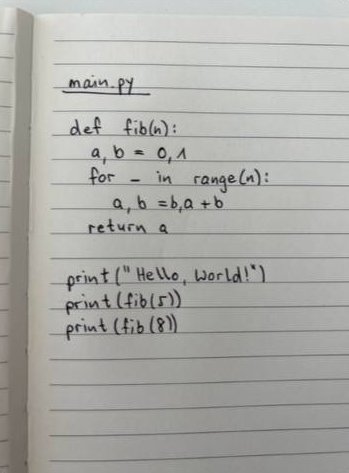 main.py
def fib(n):
a, b = 0,1
for _ in range(n):
a, b =b,a +b
return a
print("Hello, World!")
print(fib(5))
print (fib(8))